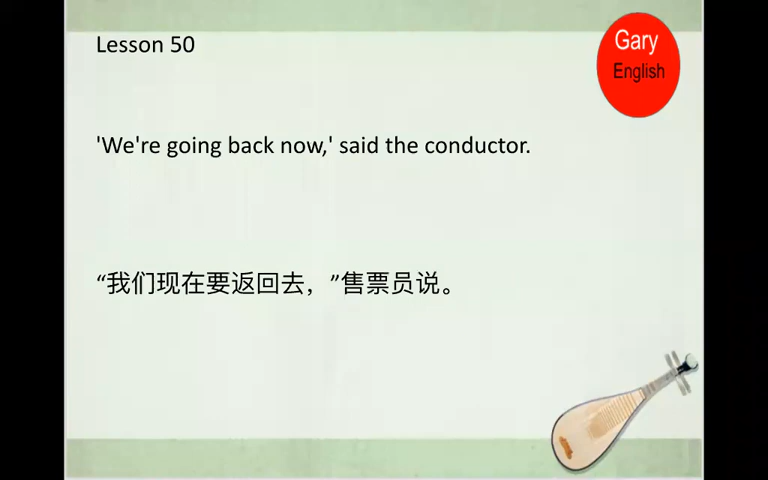 Lesson 50
Gary
English
'We're going back now,' said the conductor.
“我们现在要返回去，”售票员说。